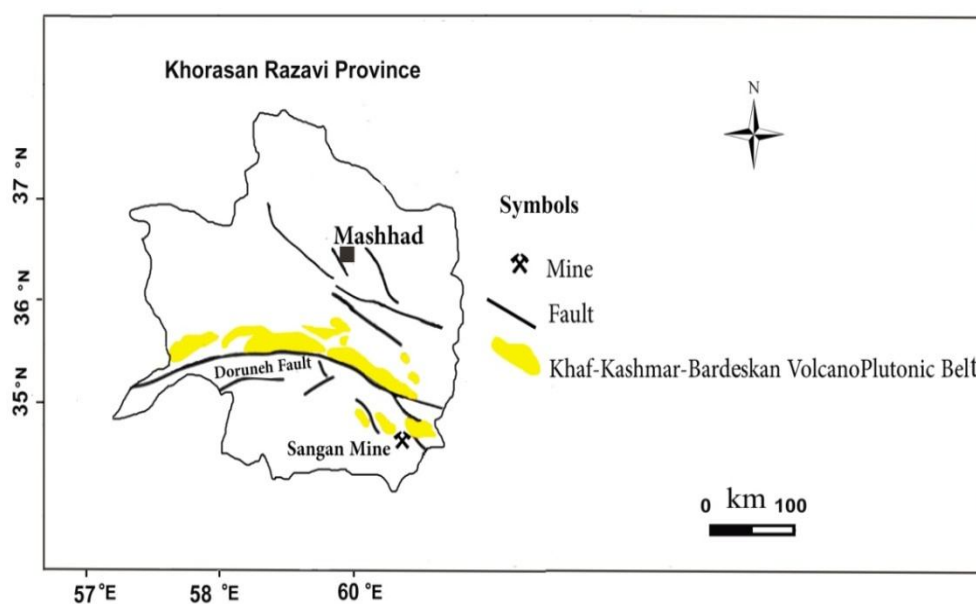 Khorasan Razavi Province
N
37 °N
36 °N
35 °N
Mashhad
Doruneh Fault
Sangan Mine
Symbols
Mine
Fault
Khaf-Kashmar-Bardeskan VolcanoPlutonic Belt
0 km 100
57 °E 58 °E 60 °E